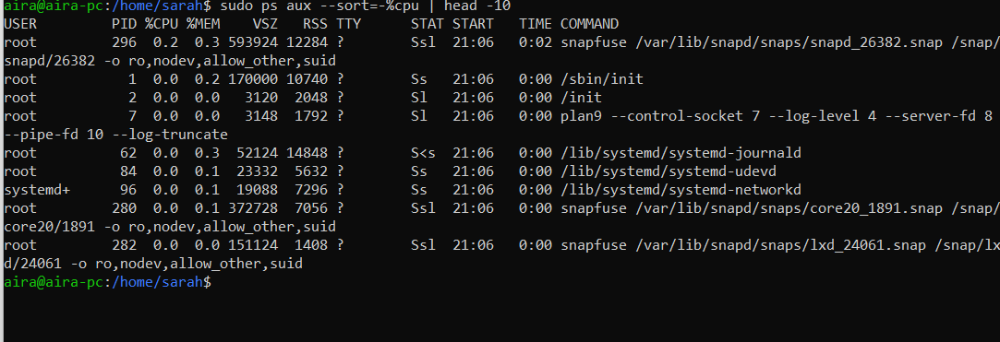 aira@aira-pc:/home/sarah$ sudo ps aux --sort=-%cpu | head -10
USER         PID %CPU %MEM    VSZ   RSS TTY      STAT START   TIME COMMAND
root         296  0.2  0.3 593924 12284 ?        Ssl  21:06   0:02 snapfuse /var/lib/snapd/snaps/snapd_26382.snap /snap/
snapd/26382 -o ro,nodev,allow_other,suid
root           1  0.0  0.2 170000 10740 ?        Ss   21:06   0:00 /sbin/init
root           2  0.0  0.0   3120  2048 ?        Sl   21:06   0:00 /init
root           7  0.0  0.0   3148  1792 ?        Sl   21:06   0:00 plan9 --control-socket 7 --log-level 4 --server-fd 8
--pipe-fd 10 --log-truncate
root          62  0.0  0.3  52124 14848 ?        S<s  21:06   0:00 /lib/systemd/systemd-journald
root          84  0.0  0.1  23332  5632 ?        Ss   21:06   0:00 /lib/systemd/systemd-udevd
systemd+      96  0.0  0.1  19088  7296 ?        Ss   21:06   0:00 /lib/systemd/systemd-networkd
root         280  0.0  0.1 372728  7056 ?        Ssl  21:06   0:00 snapfuse /var/lib/snapd/snaps/core20_1891.snap /snap/
core20/1891 -o ro,nodev,allow_other,suid
root         282  0.0  0.0 151124  1408 ?        Ssl  21:06   0:00 snapfuse /var/lib/snapd/snaps/lxd_24061.snap /snap/lx
d/24061 -o ro,nodev,allow_other,suid
aira@aira-pc:/home/sarah$